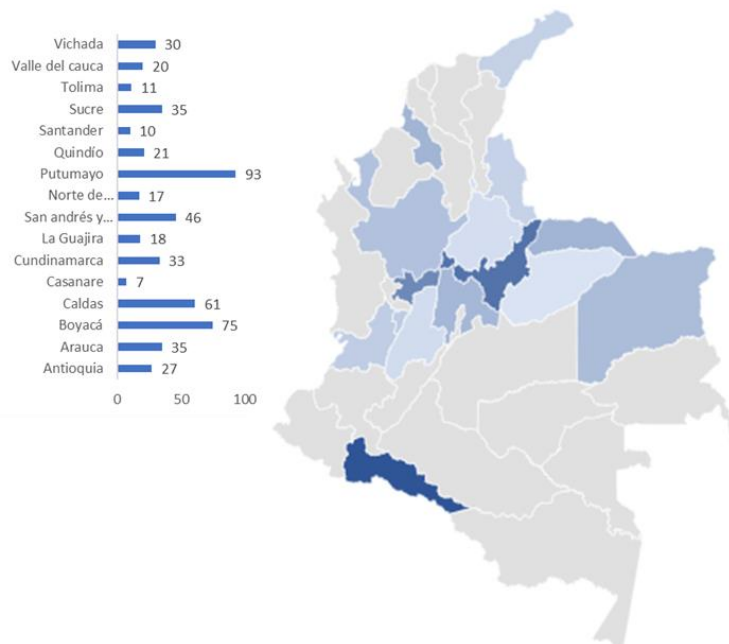 Vichada 30
Valle del cauca 20
Tolima 11
Sucre 35
Santander 10
Quindío 21
Putumayo 93
Norte de... 17
San andrés y... 46
La Guajira 18
Cundinamarca 33
Casanare 7
Caldas 61
Boyacá 75
Arauca 35
Antioquia 27
0 50 100